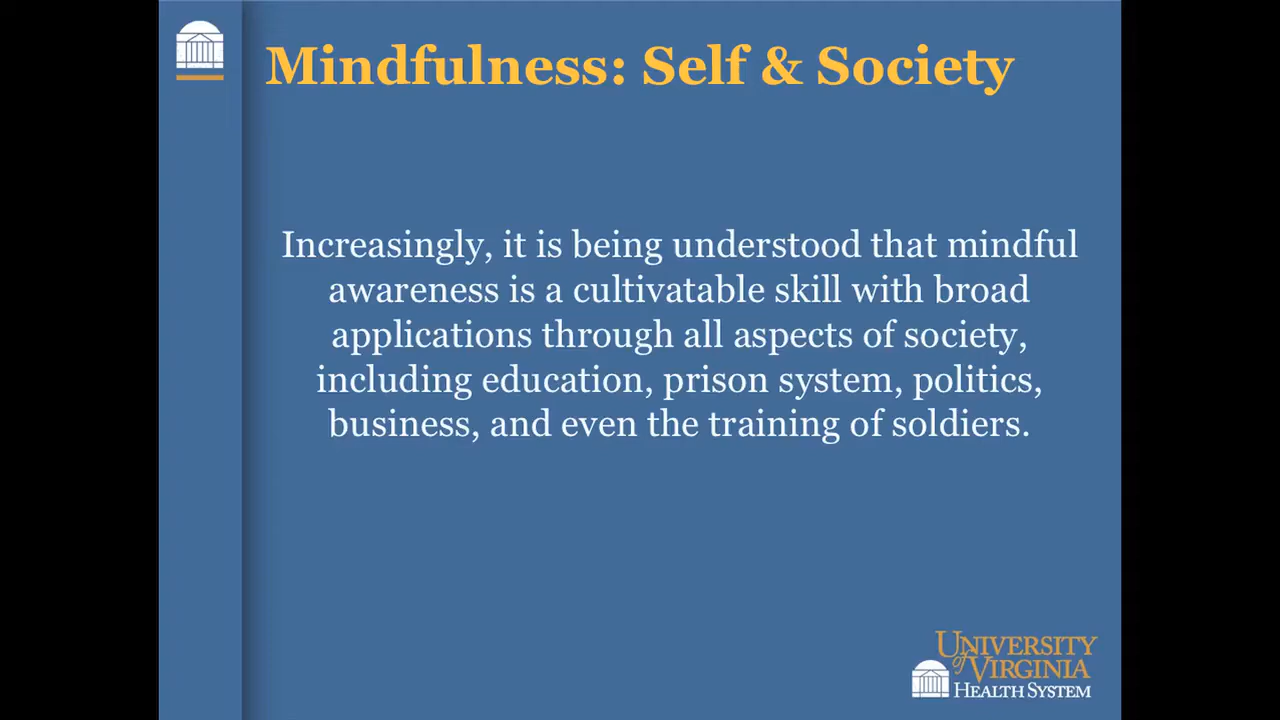 Mindfulness: Self & Society
Increasingly, it is being understood that mindful
awareness is a cultivatable skill with broad
applications through all aspects of society,
including education, prison system, politics,
business, and even the training of soldiers.
UNIVERSITY
of VIRGINIA
HEALTH SYSTEM